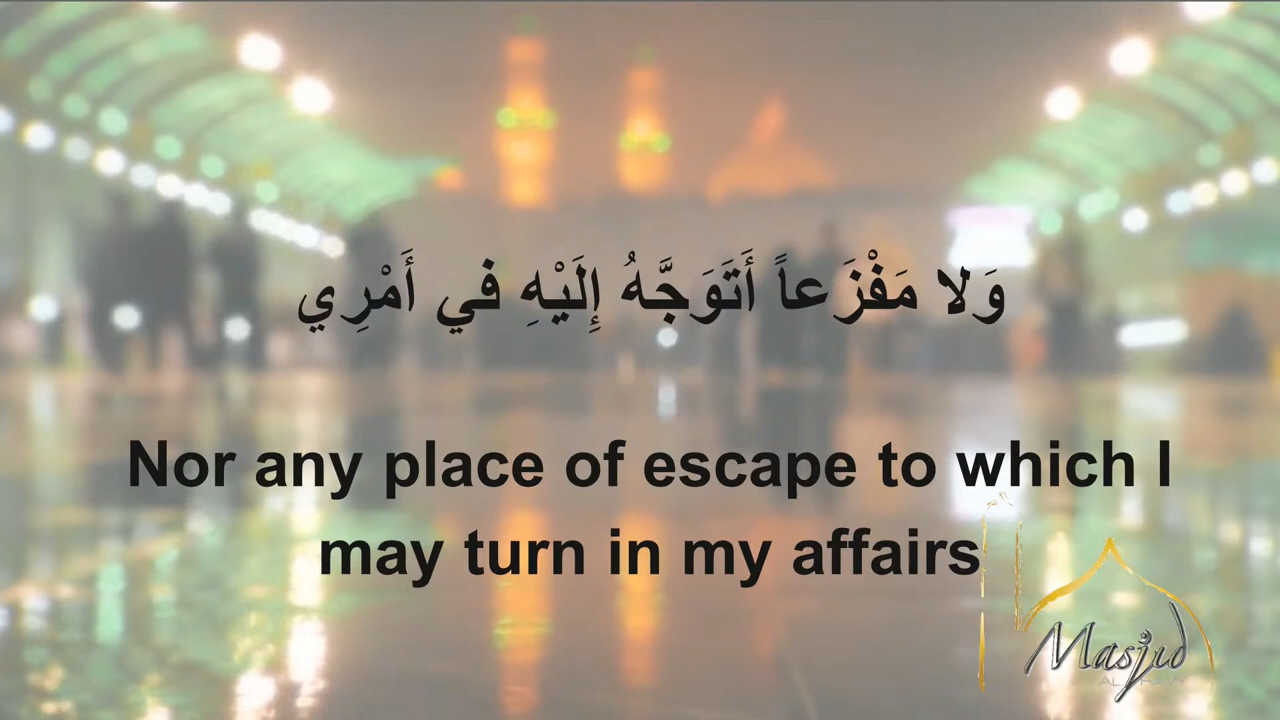 وَلا مَفْزَعاً أَتَوَجَّهُ إِلَيْهِ في أَمْرِي
Nor any place of escape to which I
may turn in my affairs
Masjid